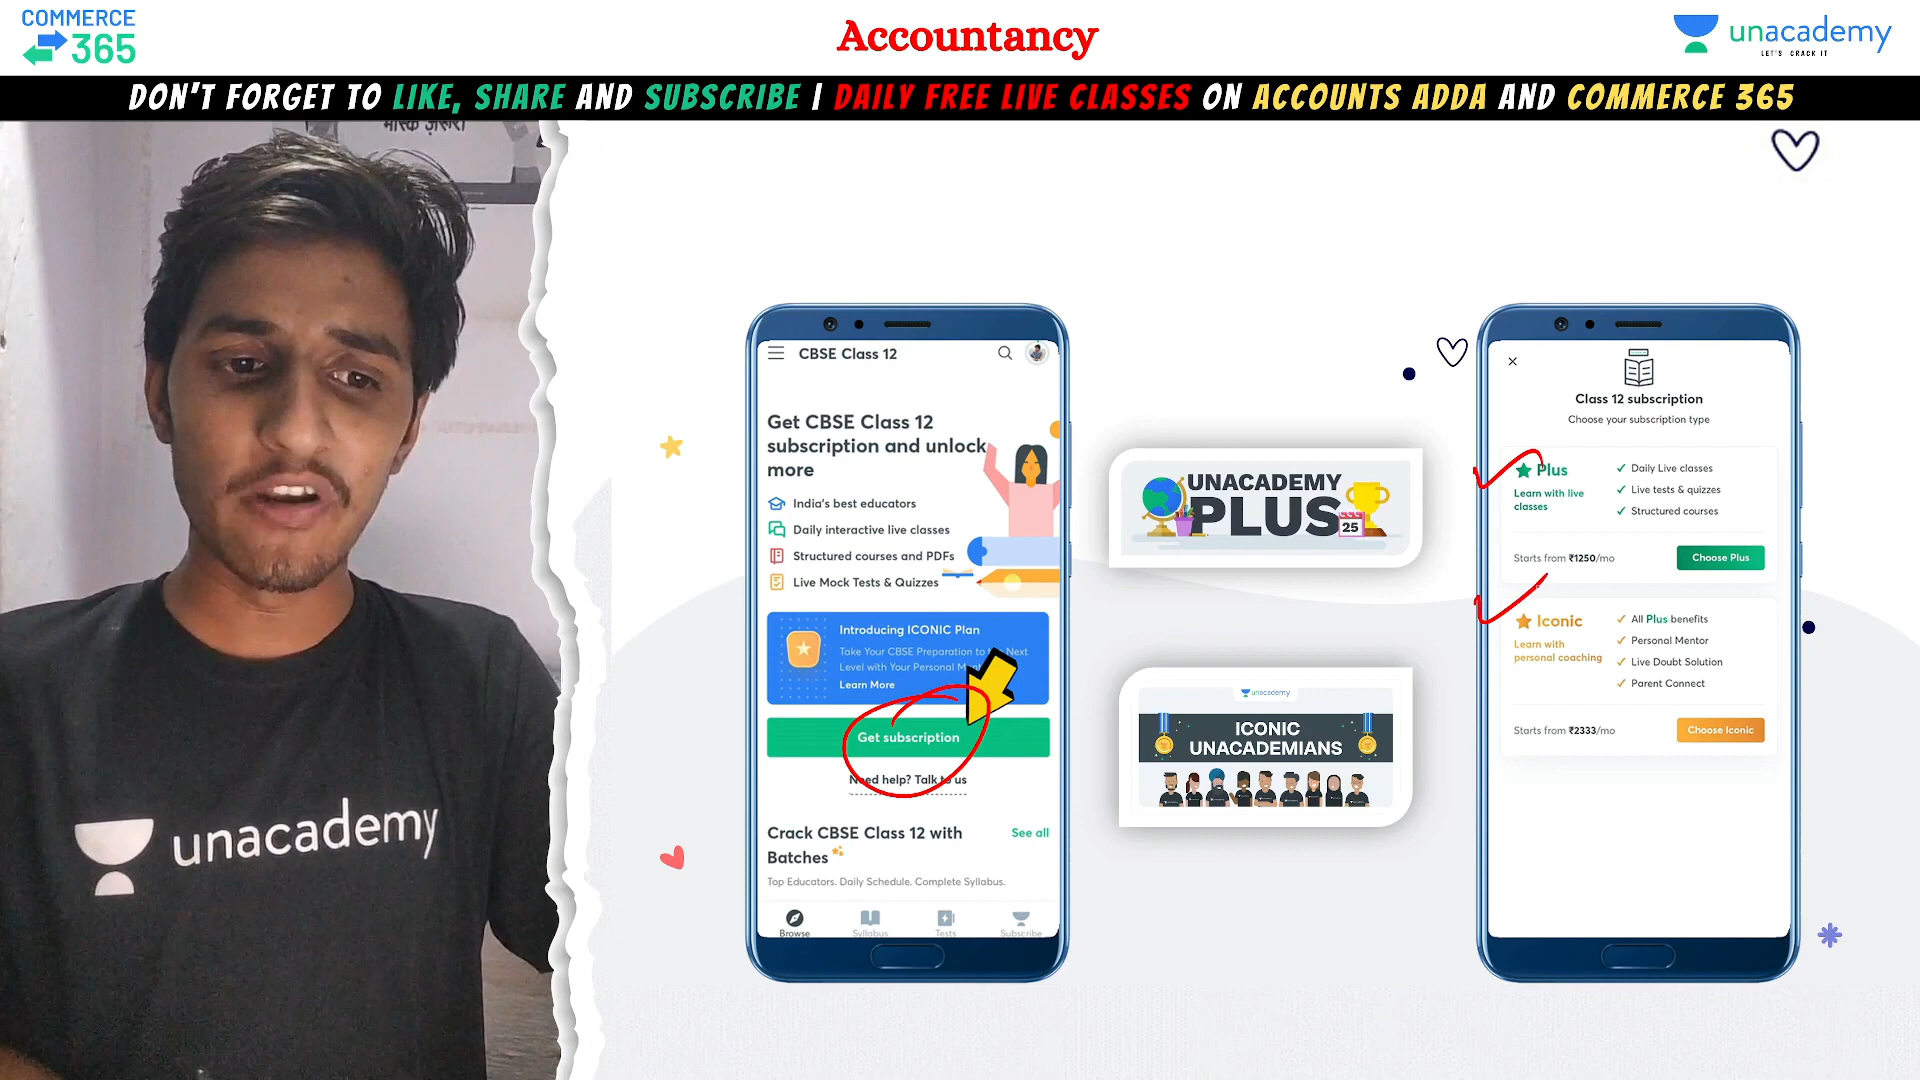 COMMERCE
365
Accountancy
unacademy
LET'S CRACK IT
DON'T FORGET TO LIKE, SHARE AND SUBSCRIBE | DAILY FREE LIVE CLASSES ON ACCOUNTS ADDA AND COMMERCE 365
मास्क ज़रूरी
unacademy
CBSE Class 12
Get CBSE Class 12
subscription and unlock
more
India's best educators
Daily interactive live classes
Structured courses and PDFs
Live Mock Tests & Quizzes
Introducing ICONIC Plan
Take Your CBSE Preparation to the Next
Level with Your Personal
Learn More
Get subscription
Need help? Talk to us
Crack CBSE Class 12 with
Batches
See all
Top Educators. Daily Schedule. Complete Syllabus.
Browse
Syllabus
Tests
Subscribe
UNACADEMY
PLUS
25
unacademy
ICONIC
UNACADEMIANS
Class 12 subscription
Choose your subscription type
Plus
Learn with live
classes
Daily Live classes
Live tests & quizzes
Structured courses
Starts from ₹1250/mo
Choose Plus
Iconic
Learn with
personal coaching
All Plus benefits
Personal Mentor
Live Doubt Solution
Parent Connect
Starts from ₹2333/mo
Choose Iconic